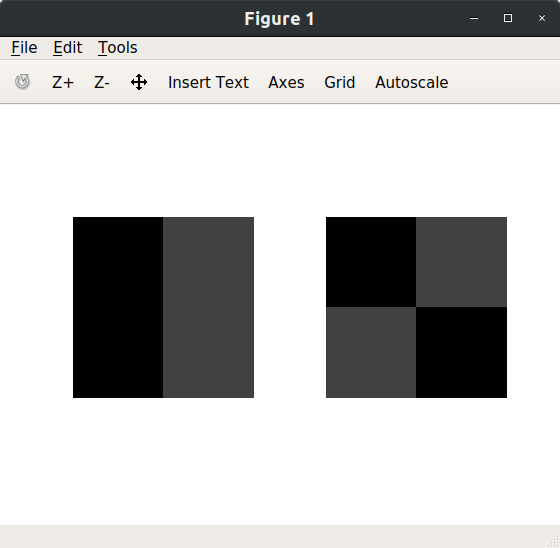 Figure 1
File Edit Tools
Z+ Z- Insert Text Axes Grid Autoscale